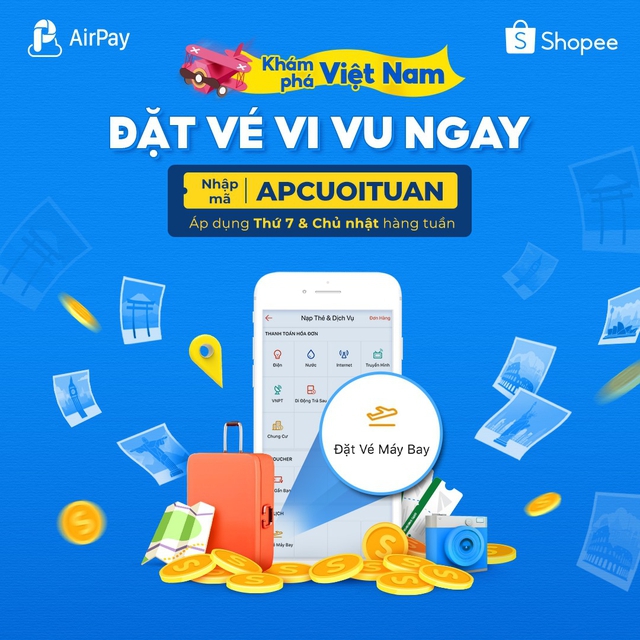 AirPay
Shopee
Khám phá Việt Nam
ĐẶT VÉ VI VU NGAY
Nhập mã
APCUOITUAN
Áp dụng Thứ 7 & Chủ nhật hàng tuần
Nạp Thẻ & Dịch Vụ
Đơn Hàng
THANH TOÁN HÓA ĐƠN
Điện
Nước
Internet
Truyền Hình
VNPT
Di Động Trả Sau
Chung Cư
Đặt Vé Máy Bay
VOUCHER
Máy Bay